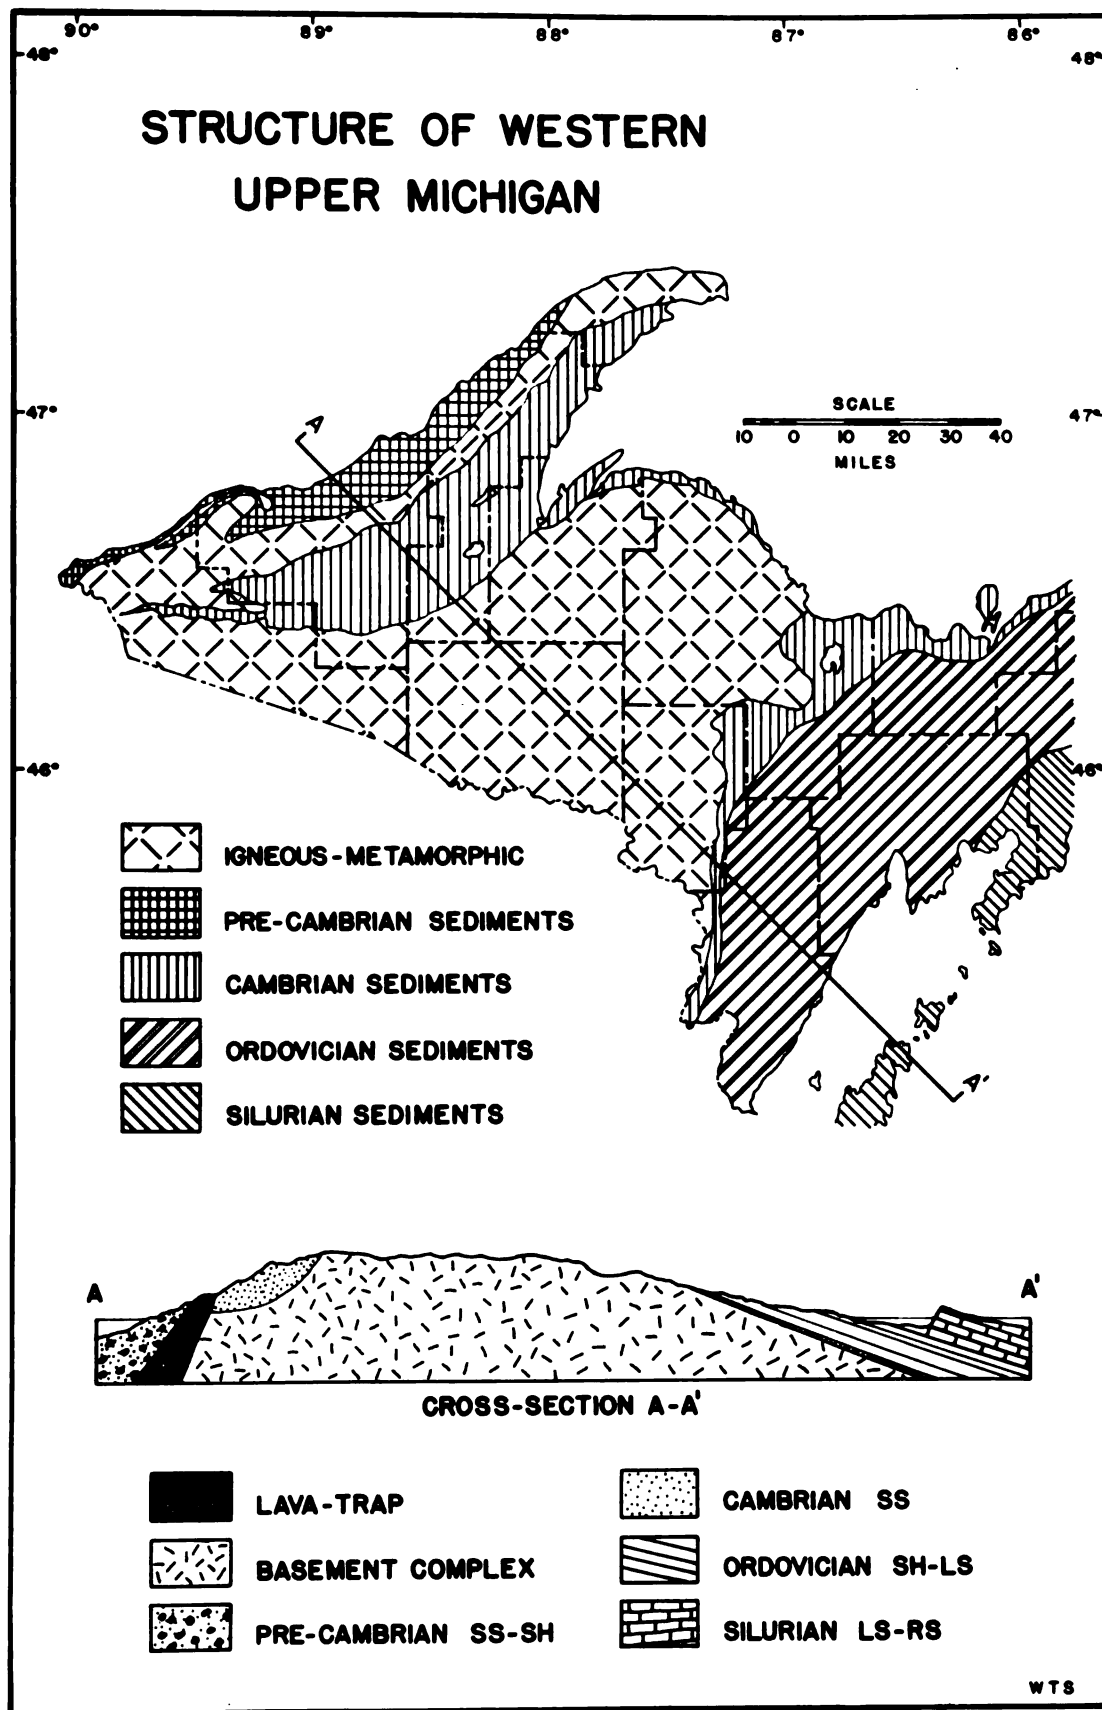 90° 89° 88° 87° 86°
48° 48°
STRUCTURE OF WESTERN
UPPER MICHIGAN
47° 47°
A
SCALE
10 0 10 20 30 40
MILES
46° 46°
IGNEOUS-METAMORPHIC
PRE-CAMBRIAN SEDIMENTS
CAMBRIAN SEDIMENTS
ORDOVICIAN SEDIMENTS
SILURIAN SEDIMENTS
A'
A A'
CROSS-SECTION A-A'
LAVA-TRAP
BASEMENT COMPLEX
PRE-CAMBRIAN SS-SH
CAMBRIAN SS
ORDOVICIAN SH-LS
SILURIAN LS-RS
WTS